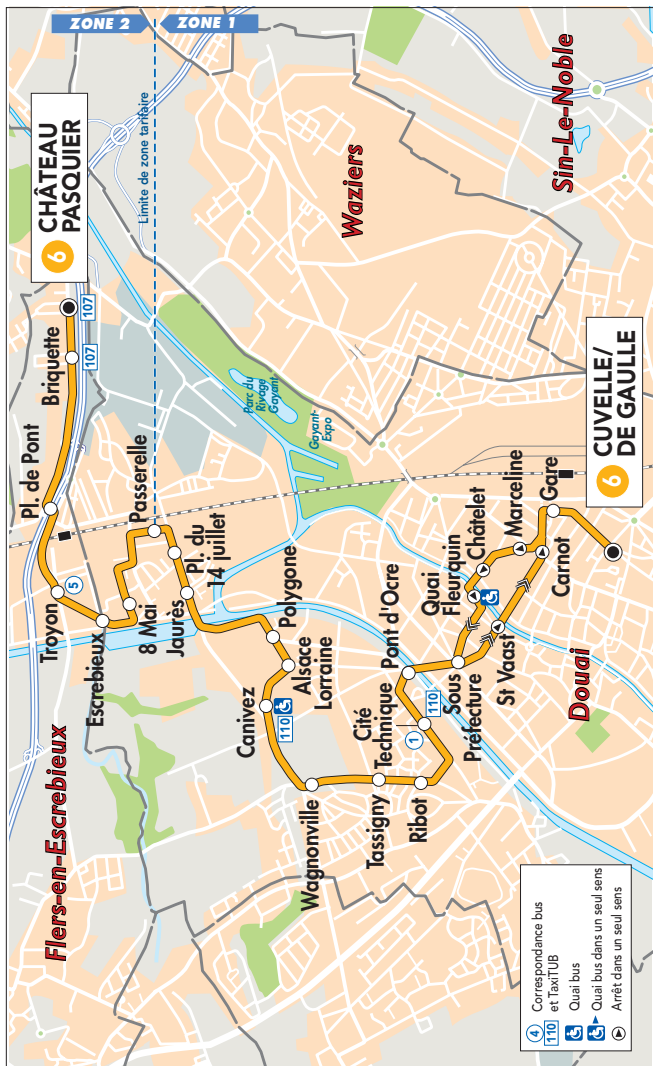 ZONE 2
ZONE 1
Limite de zone tarifaire
6
CHÂTEAU
PASQUIER
107
Briquette
107
Pl. de Pont
Troyon
5
Escrebieux
8 Mai
Passerelle
Jaurès
Pl. du
14 juillet
Polygone
Alsace
Lorraine
Canivez
110
Wagnonville
Tassigny
Ribot
Cité
Technique
1
110
Pont d'Ocre
Sous
Préfecture
Quai
Fleurquin
Châtelet
Marceline
St Vaast
Carnot
Gare
6
CUVELLE/
DE GAULLE
Flers-en-Escrebieux
Waziers
Sin-Le-Noble
Douai
Parc du
Rivage
Gayant
Gayant-
Expo
4
110
Correspondance bus
et TaxiTUB
Quai bus
Quai bus dans un seul sens
Arrêt dans un seul sens